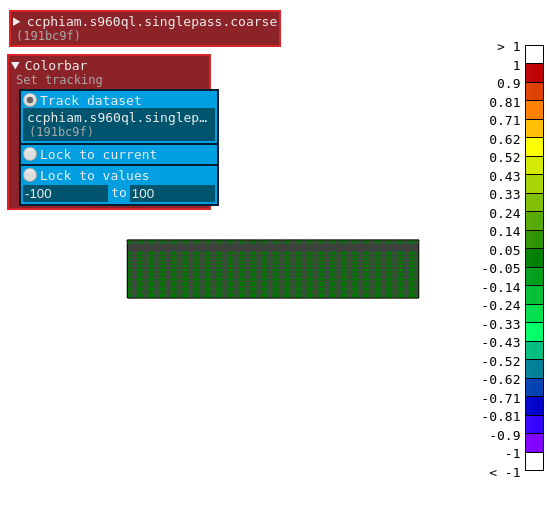 ccphiam.s960ql.singlepass.coarse
(191bc9f)
Colorbar
Set tracking
Track dataset
ccphiam.s960ql.singlep…
(191bc9f)
Lock to current
Lock to values
-100 to 100
> 1
1
0.9
0.81
0.71
0.62
0.52
0.43
0.33
0.24
0.14
0.05
-0.05
-0.14
-0.24
-0.33
-0.43
-0.52
-0.62
-0.71
-0.81
-0.9
-1
< -1